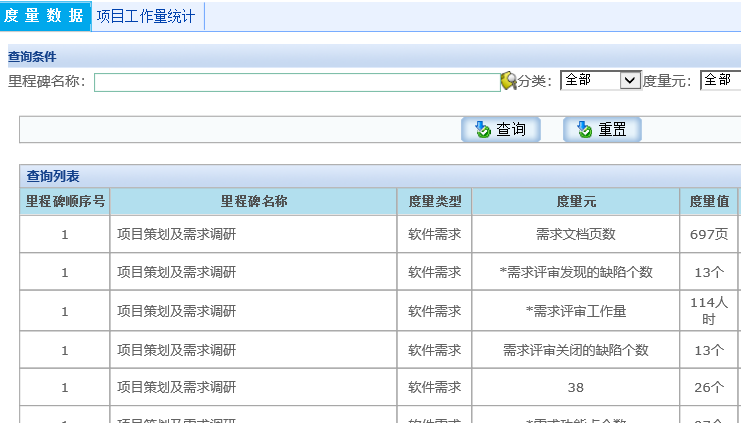 度 量 数 据 项目工作量统计
查询条件
里程碑名称： 分类： 全部 度量元： 全部
查询 重置
查询列表
里程碑顺序号 里程碑名称 度量类型 度量元 度量值
1 项目策划及需求调研 软件需求 需求文档页数 697页
1 项目策划及需求调研 软件需求 *需求评审发现的缺陷个数 13个
1 项目策划及需求调研 软件需求 *需求评审工作量 114人
时
1 项目策划及需求调研 软件需求 需求评审关闭的缺陷个数 13个
1 项目策划及需求调研 软件需求 38 26个
1 项目策划及需求调研 软件需求